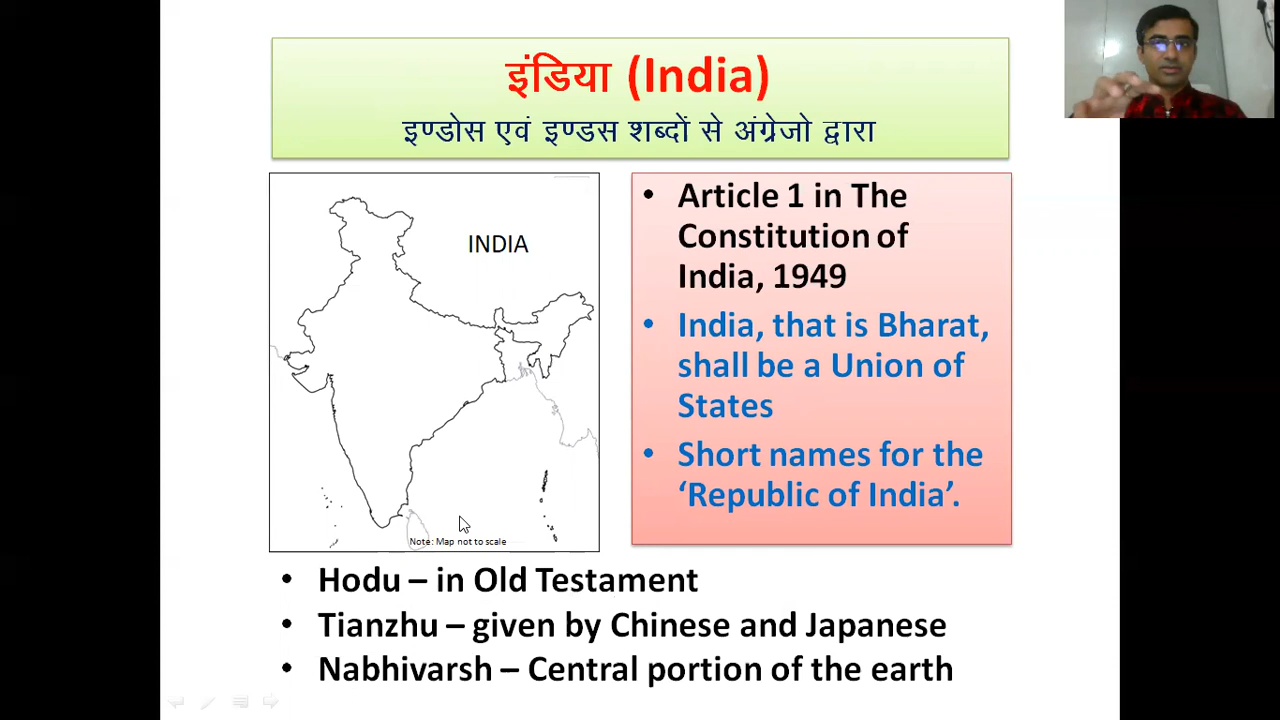 इंडिया (India)
इण्डोस एवं इण्डस शब्दों से अंग्रेजो द्वारा
INDIA
Note: Map not to scale
• Article 1 in The
Constitution of
India, 1949
• India, that is Bharat,
shall be a Union of
States
• Short names for the
‘Republic of India’.
• Hodu – in Old Testament
• Tianzhu – given by Chinese and Japanese
• Nabhivarsh – Central portion of the earth